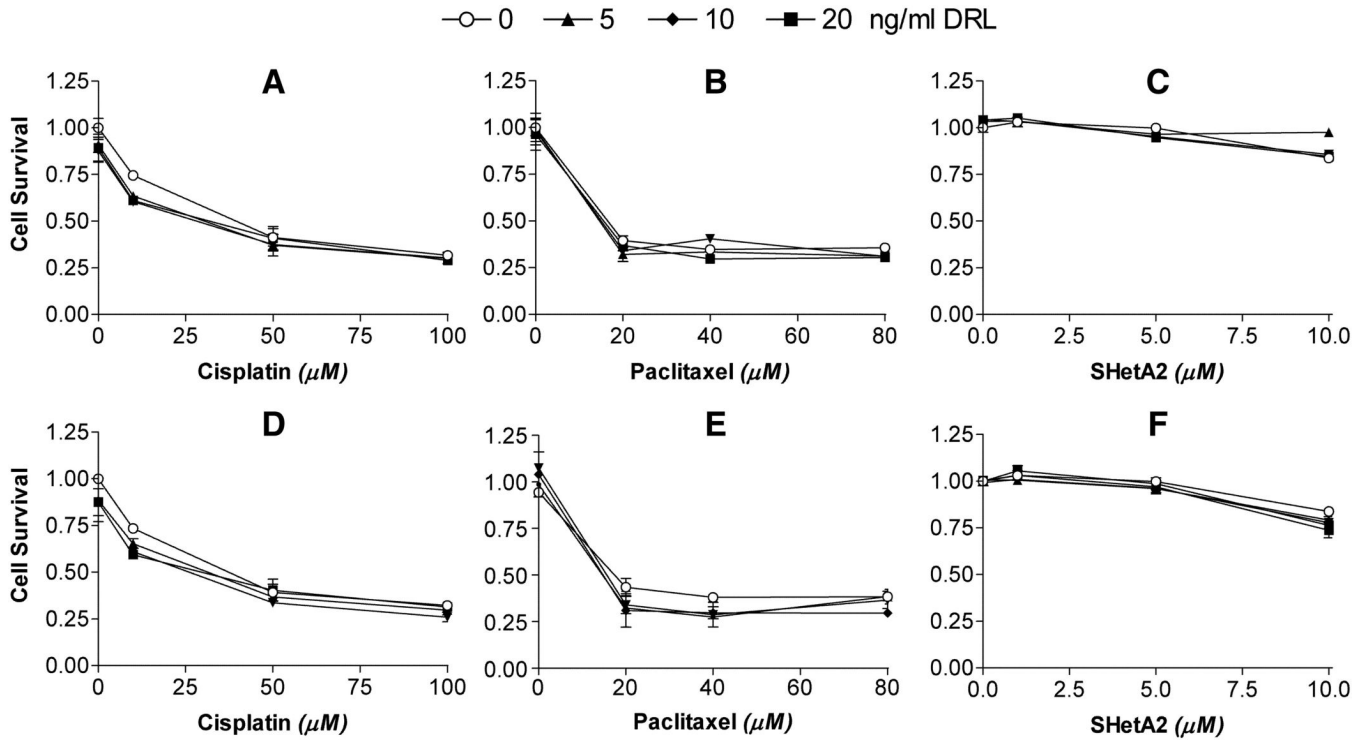 0 5 10 20 ng/ml DRL
A
B
C
Cell Survival
1.25
1.00
0.75
0.50
0.25
0.00
0 25 50 75 100
Cisplatin (μM)
1.25
1.00
0.75
0.50
0.25
0.00
0 20 40 60 80
Paclitaxel (μM)
1.25
1.00
0.75
0.50
0.25
0.00
0.0 2.5 5.0 7.5 10.0
SHetA2 (μM)
D
E
F
Cell Survival
1.25
1.00
0.75
0.50
0.25
0.00
0 25 50 75 100
Cisplatin (μM)
1.25
1.00
0.75
0.50
0.25
0.00
0 20 40 60 80
Paclitaxel (μM)
1.25
1.00
0.75
0.50
0.25
0.00
0.0 2.5 5.0 7.5 10.0
SHetA2 (μM)